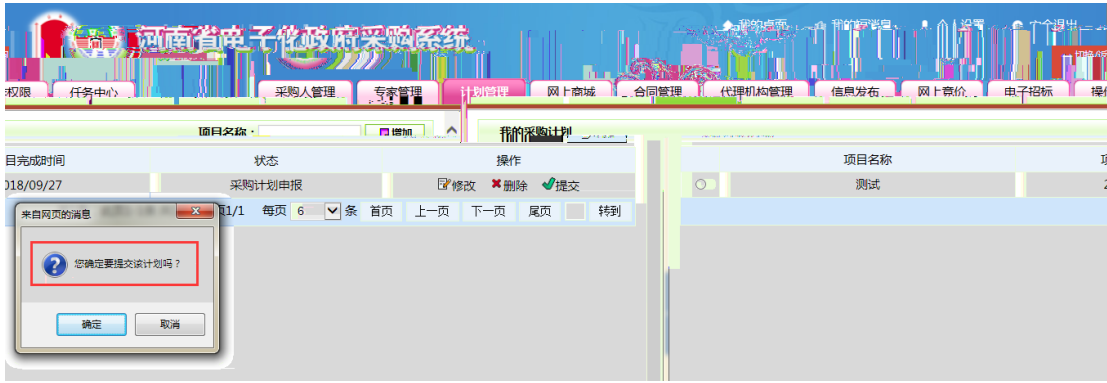 河南省电子化政府采购系统
我的桌面 我的短消息 个人设置 安全退出
权限 任务中心 采购人管理 专家管理 计划管理 网上商城 合同管理 代理机构管理 信息发布 网上竞价 电子招标
项目名称： 增加 我的采购计划
目完成时间 状态 操作 项目名称
018/09/27 采购计划申报 修改 删除 提交 测试
1/1 每页 6 条 首页 上一页 下一页 尾页 转到
来自网页的消息
您确定要提交该计划吗？
确定 取消